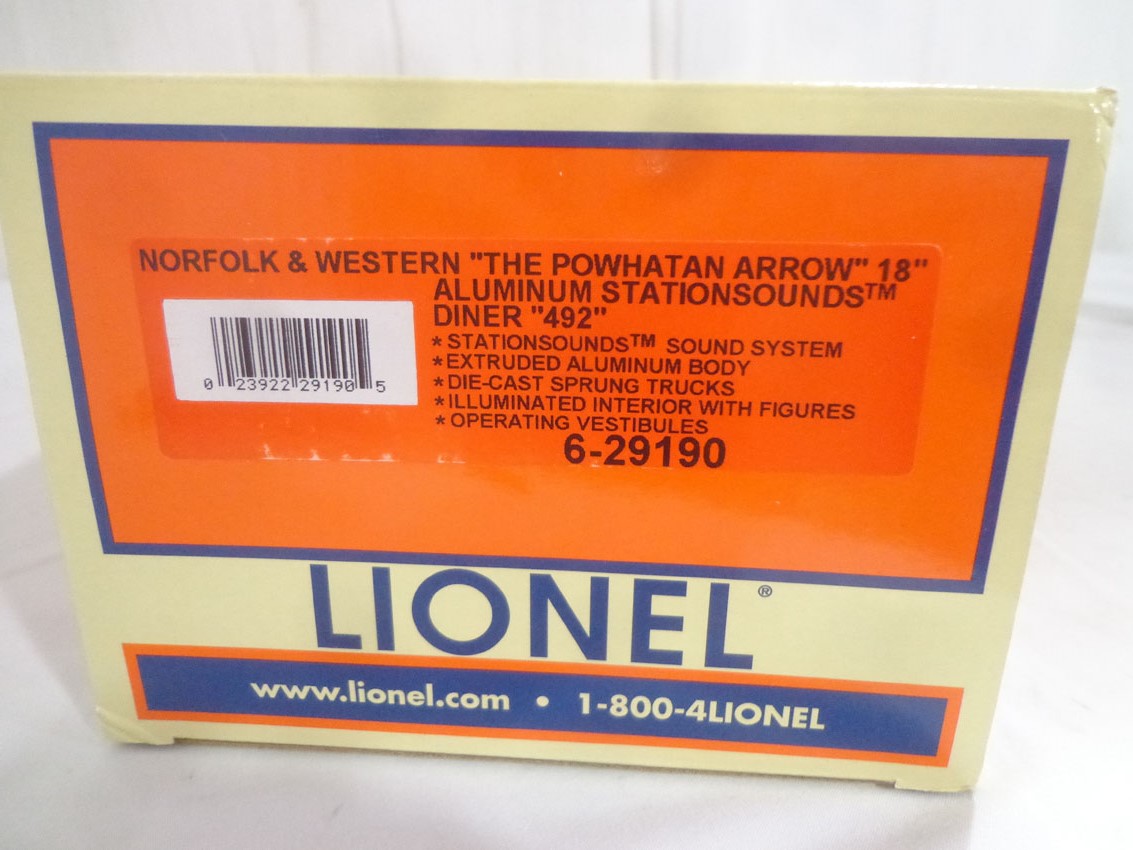 NORFOLK & WESTERN "THE POWHATAN ARROW" 18"
ALUMINUM STATIONSOUNDS™
DINER "492"
* STATIONSOUNDS™ SOUND SYSTEM
* EXTRUDED ALUMINUM BODY
* DIE-CAST SPRUNG TRUCKS
* ILLUMINATED INTERIOR WITH FIGURES
* OPERATING VESTIBULES
0 23922 29190 5
6-29190
LIONEL®
www.lionel.com • 1-800-4LIONEL